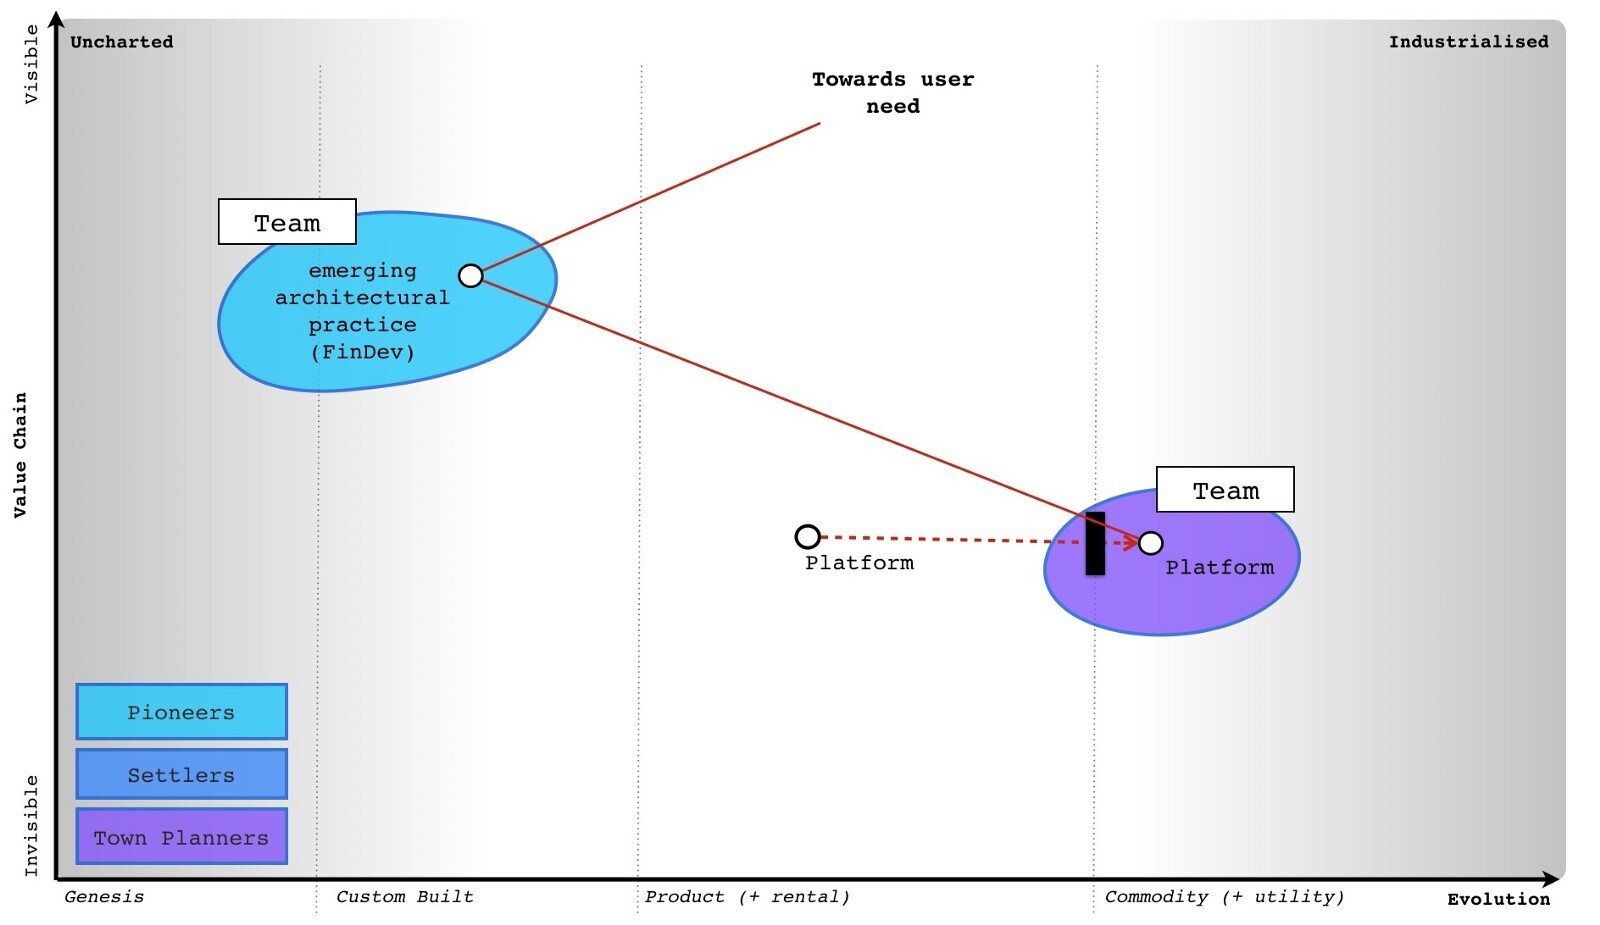 Visible
Uncharted
Industrialised
Towards user
need
Team
emerging
architectural
practice
(FinDev)
Value Chain
Team
Platform
Platform
Pioneers
Settlers
Town Planners
Invisible
Genesis
Custom Built
Product (+ rental)
Commodity (+ utility)
Evolution